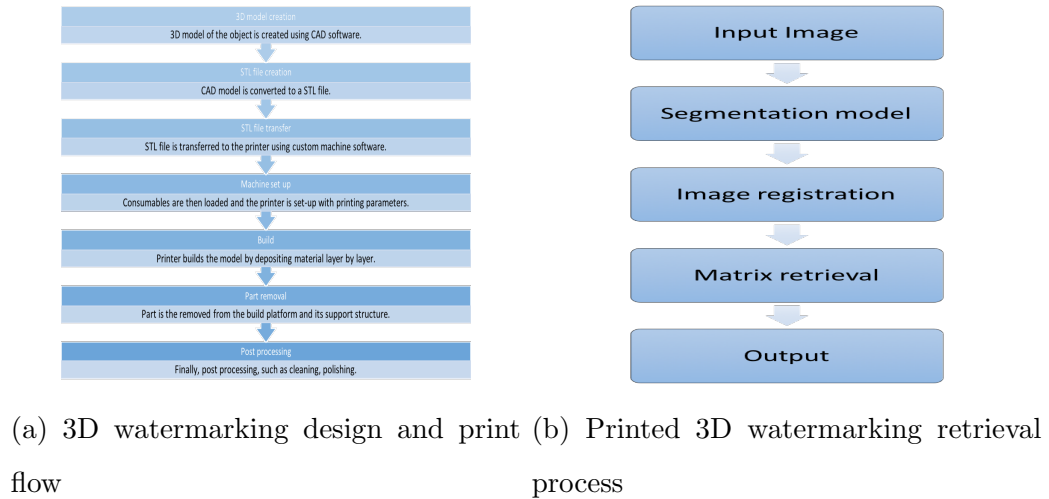 3D model creation
3D model of the object is created using CAD software.
STL file creation
CAD model is converted to a STL file.
STL file transfer
STL file is transferred to the printer using custom machine software.
Machine set up
Consumables are then loaded and the printer is set-up with printing parameters.
Build
Printer builds the model by depositing material layer by layer.
Part removal
Part is the removed from the build platform and its support structure.
Post processing
Finally, post processing, such as cleaning, polishing.
(a) 3D watermarking design and print
flow
Input Image
Segmentation model
Image registration
Matrix retrieval
Output
(b) Printed 3D watermarking retrieval
process